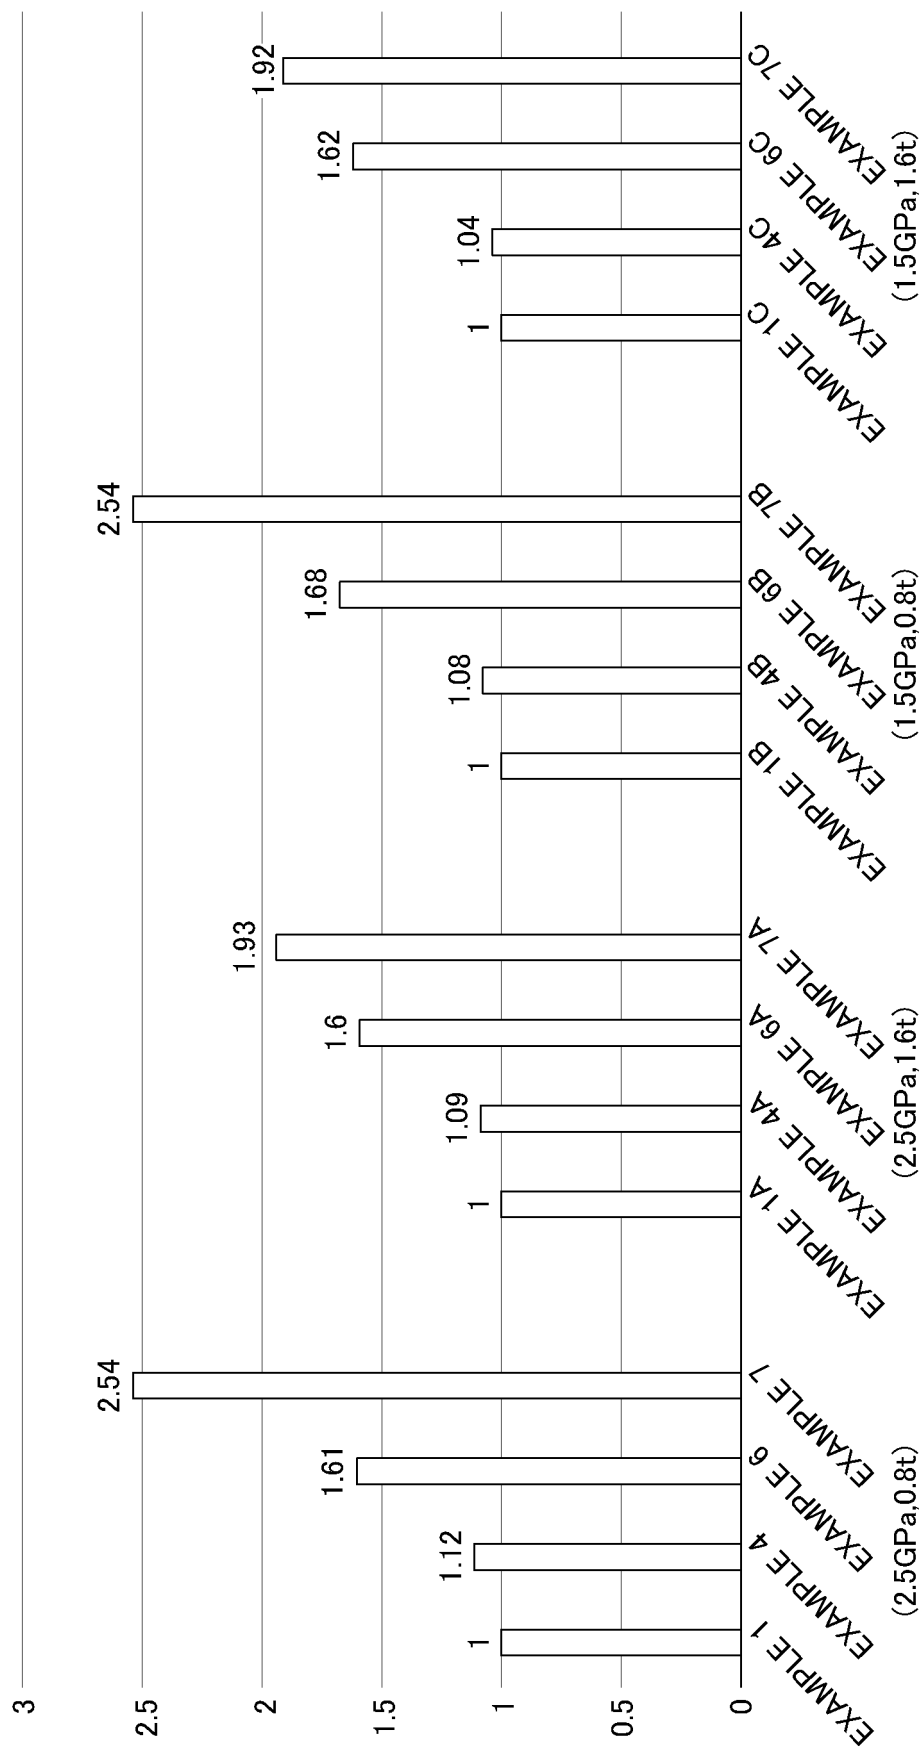 3
2.5
2
1.5
1
0.5
0
1
1.12
1.61
2.54
1
1.09
1.6
1.93
1
1.08
1.68
2.54
1
1.04
1.62
1.92
EXAMPLE 1
EXAMPLE 4
EXAMPLE 6
EXAMPLE 7
EXAMPLE 1A
EXAMPLE 4A
EXAMPLE 6A
EXAMPLE 7A
EXAMPLE 1B
EXAMPLE 4B
EXAMPLE 6B
EXAMPLE 7B
EXAMPLE 1C
EXAMPLE 4C
EXAMPLE 6C
EXAMPLE 7C
(2.5GPa,0.8t)
(2.5GPa,1.6t)
(1.5GPa,0.8t)
(1.5GPa,1.6t)